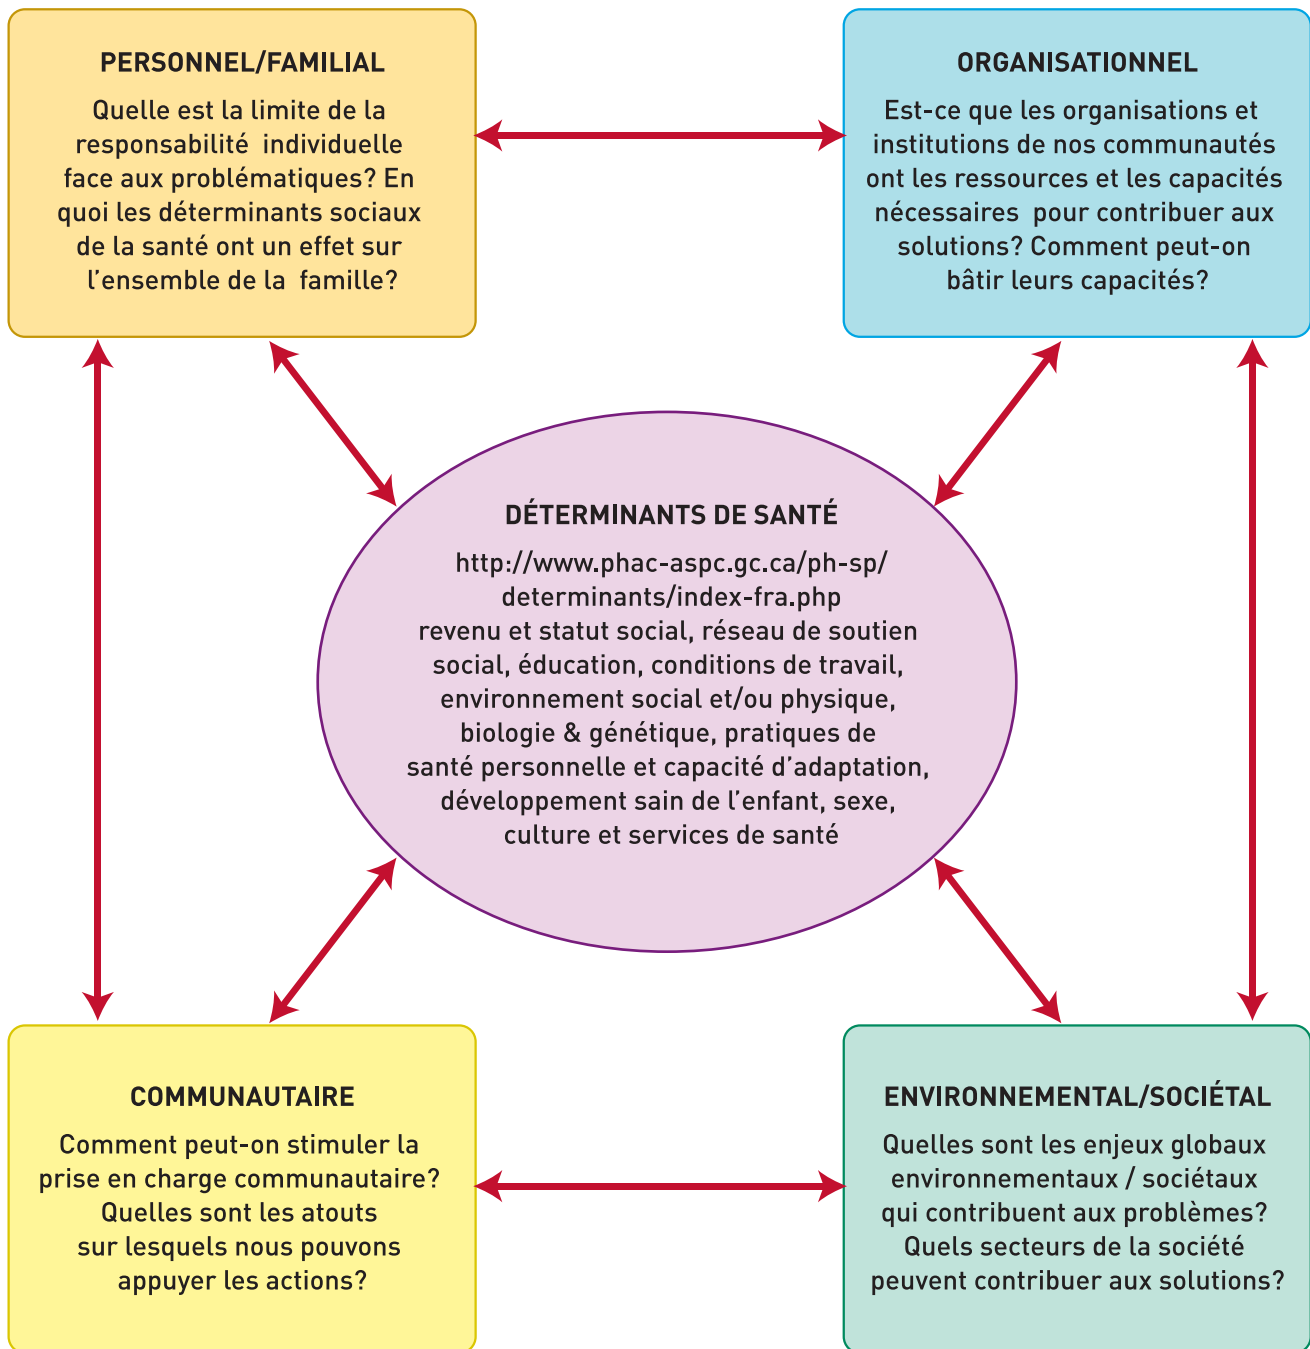 PERSONNEL/FAMILIAL
Quelle est la limite de la
responsabilité individuelle
face aux problématiques? En
quoi les déterminants sociaux
de la santé ont un effet sur
l’ensemble de la famille?
ORGANISATIONNEL
Est-ce que les organisations et
institutions de nos communautés
ont les ressources et les capacités
nécessaires pour contribuer aux
solutions? Comment peut-on
bâtir leurs capacités?
DÉTERMINANTS DE SANTÉ
http://www.phac-aspc.gc.ca/ph-sp/
determinants/index-fra.php
revenu et statut social, réseau de soutien
social, éducation, conditions de travail,
environnement social et/ou physique,
biologie & génétique, pratiques de
santé personnelle et capacité d’adaptation,
développement sain de l’enfant, sexe,
culture et services de santé
COMMUNAUTAIRE
Comment peut-on stimuler la
prise en charge communautaire?
Quelles sont les atouts
sur lesquels nous pouvons
appuyer les actions?
ENVIRONNEMENTAL/SOCIÉTAL
Quelles sont les enjeux globaux
environnementaux / sociétaux
qui contribuent aux problèmes?
Quels secteurs de la société
peuvent contribuer aux solutions?